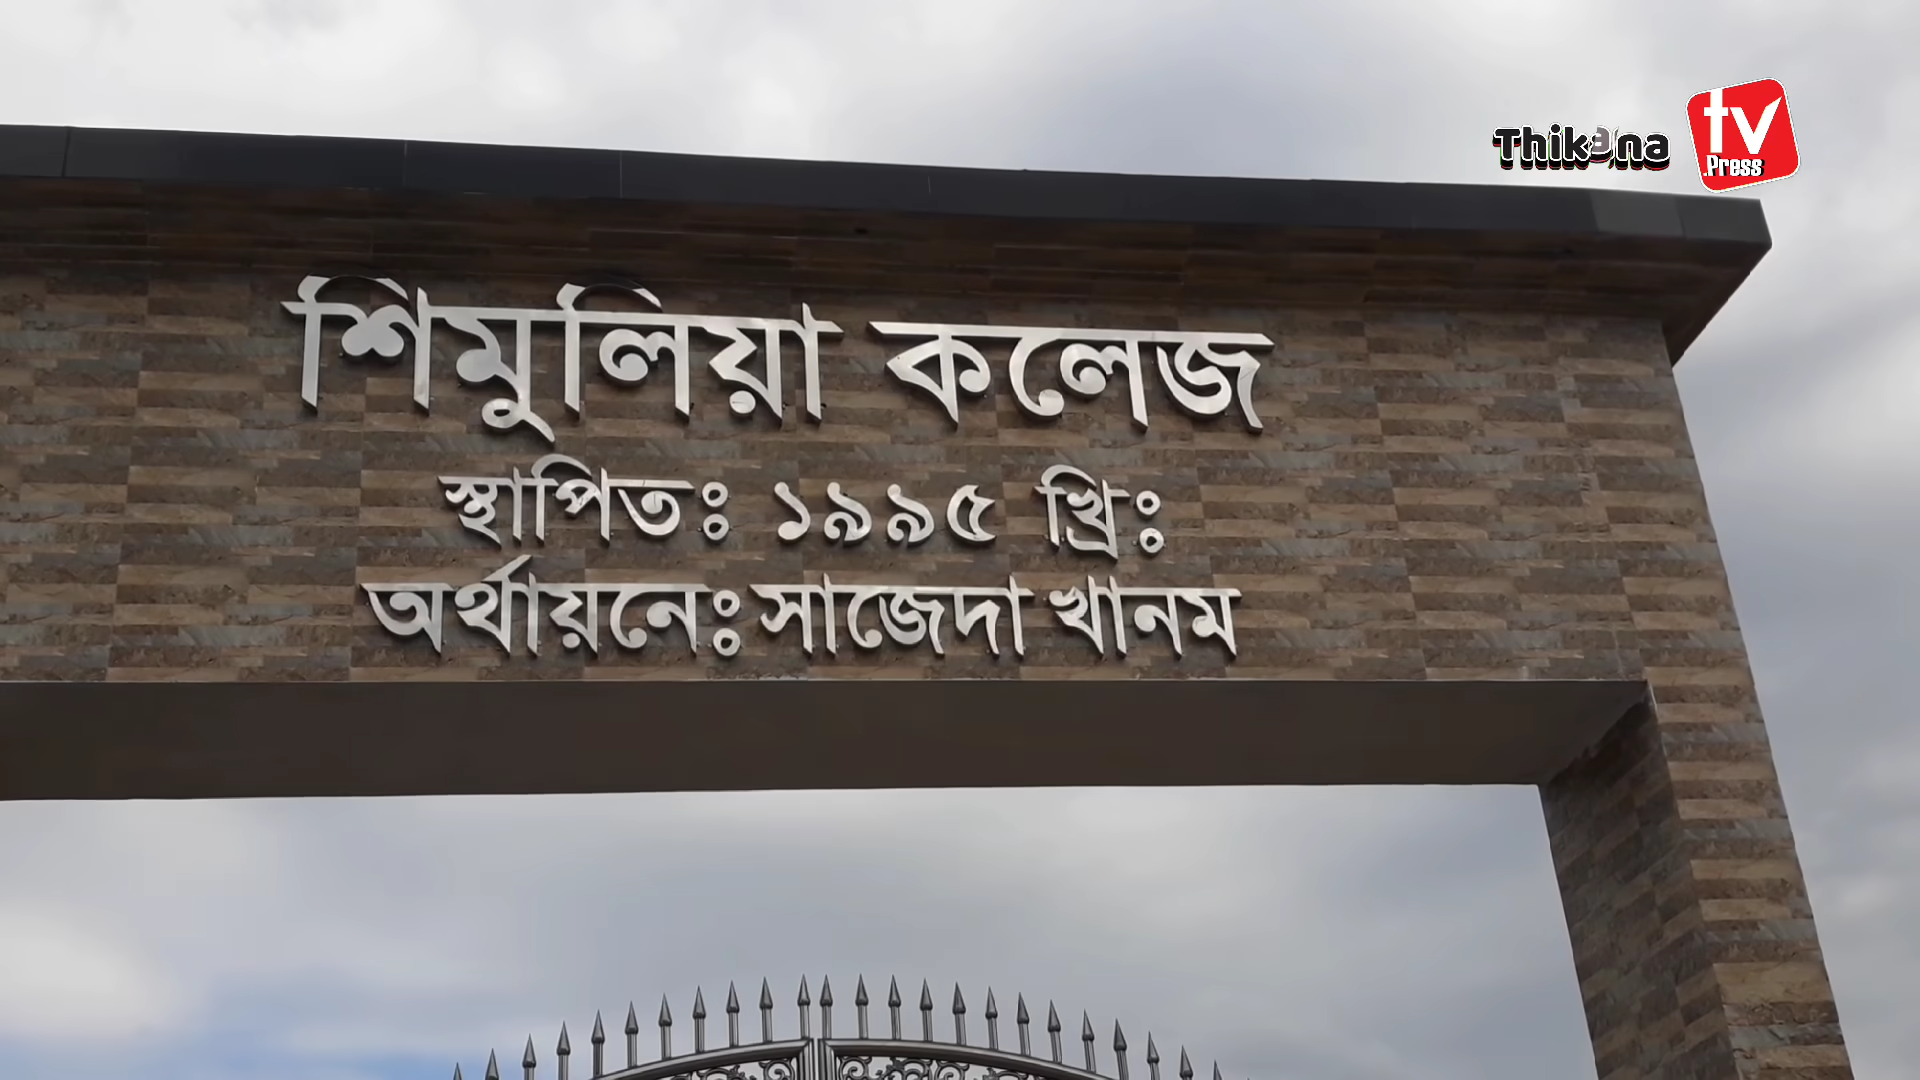 Thikana
tv
.Press
শিমুলিয়া কলেজ
স্থাপিতঃ ১৯৯৫ খ্রিঃ
অর্থায়নেঃ সাজেদা খানম